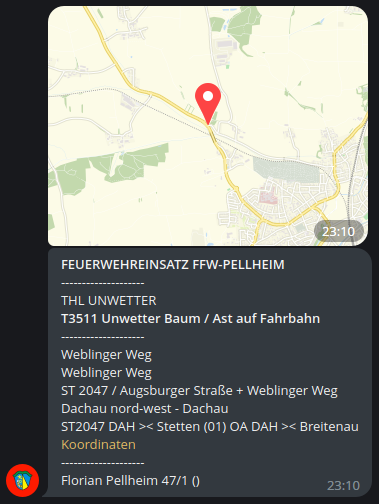 23:10
FEUERWEHREINSATZ FFW-PELLHEIM
--------------------
THL UNWETTER
T3511 Unwetter Baum / Ast auf Fahrbahn
--------------------
Weblinger Weg
Weblinger Weg
ST 2047 / Augsburger Straße + Weblinger Weg
Dachau nord-west - Dachau
ST2047 DAH >< Stetten (01) OA DAH >< Breitenau
Koordinaten
--------------------
Florian Pellheim 47/1 ()
23:10